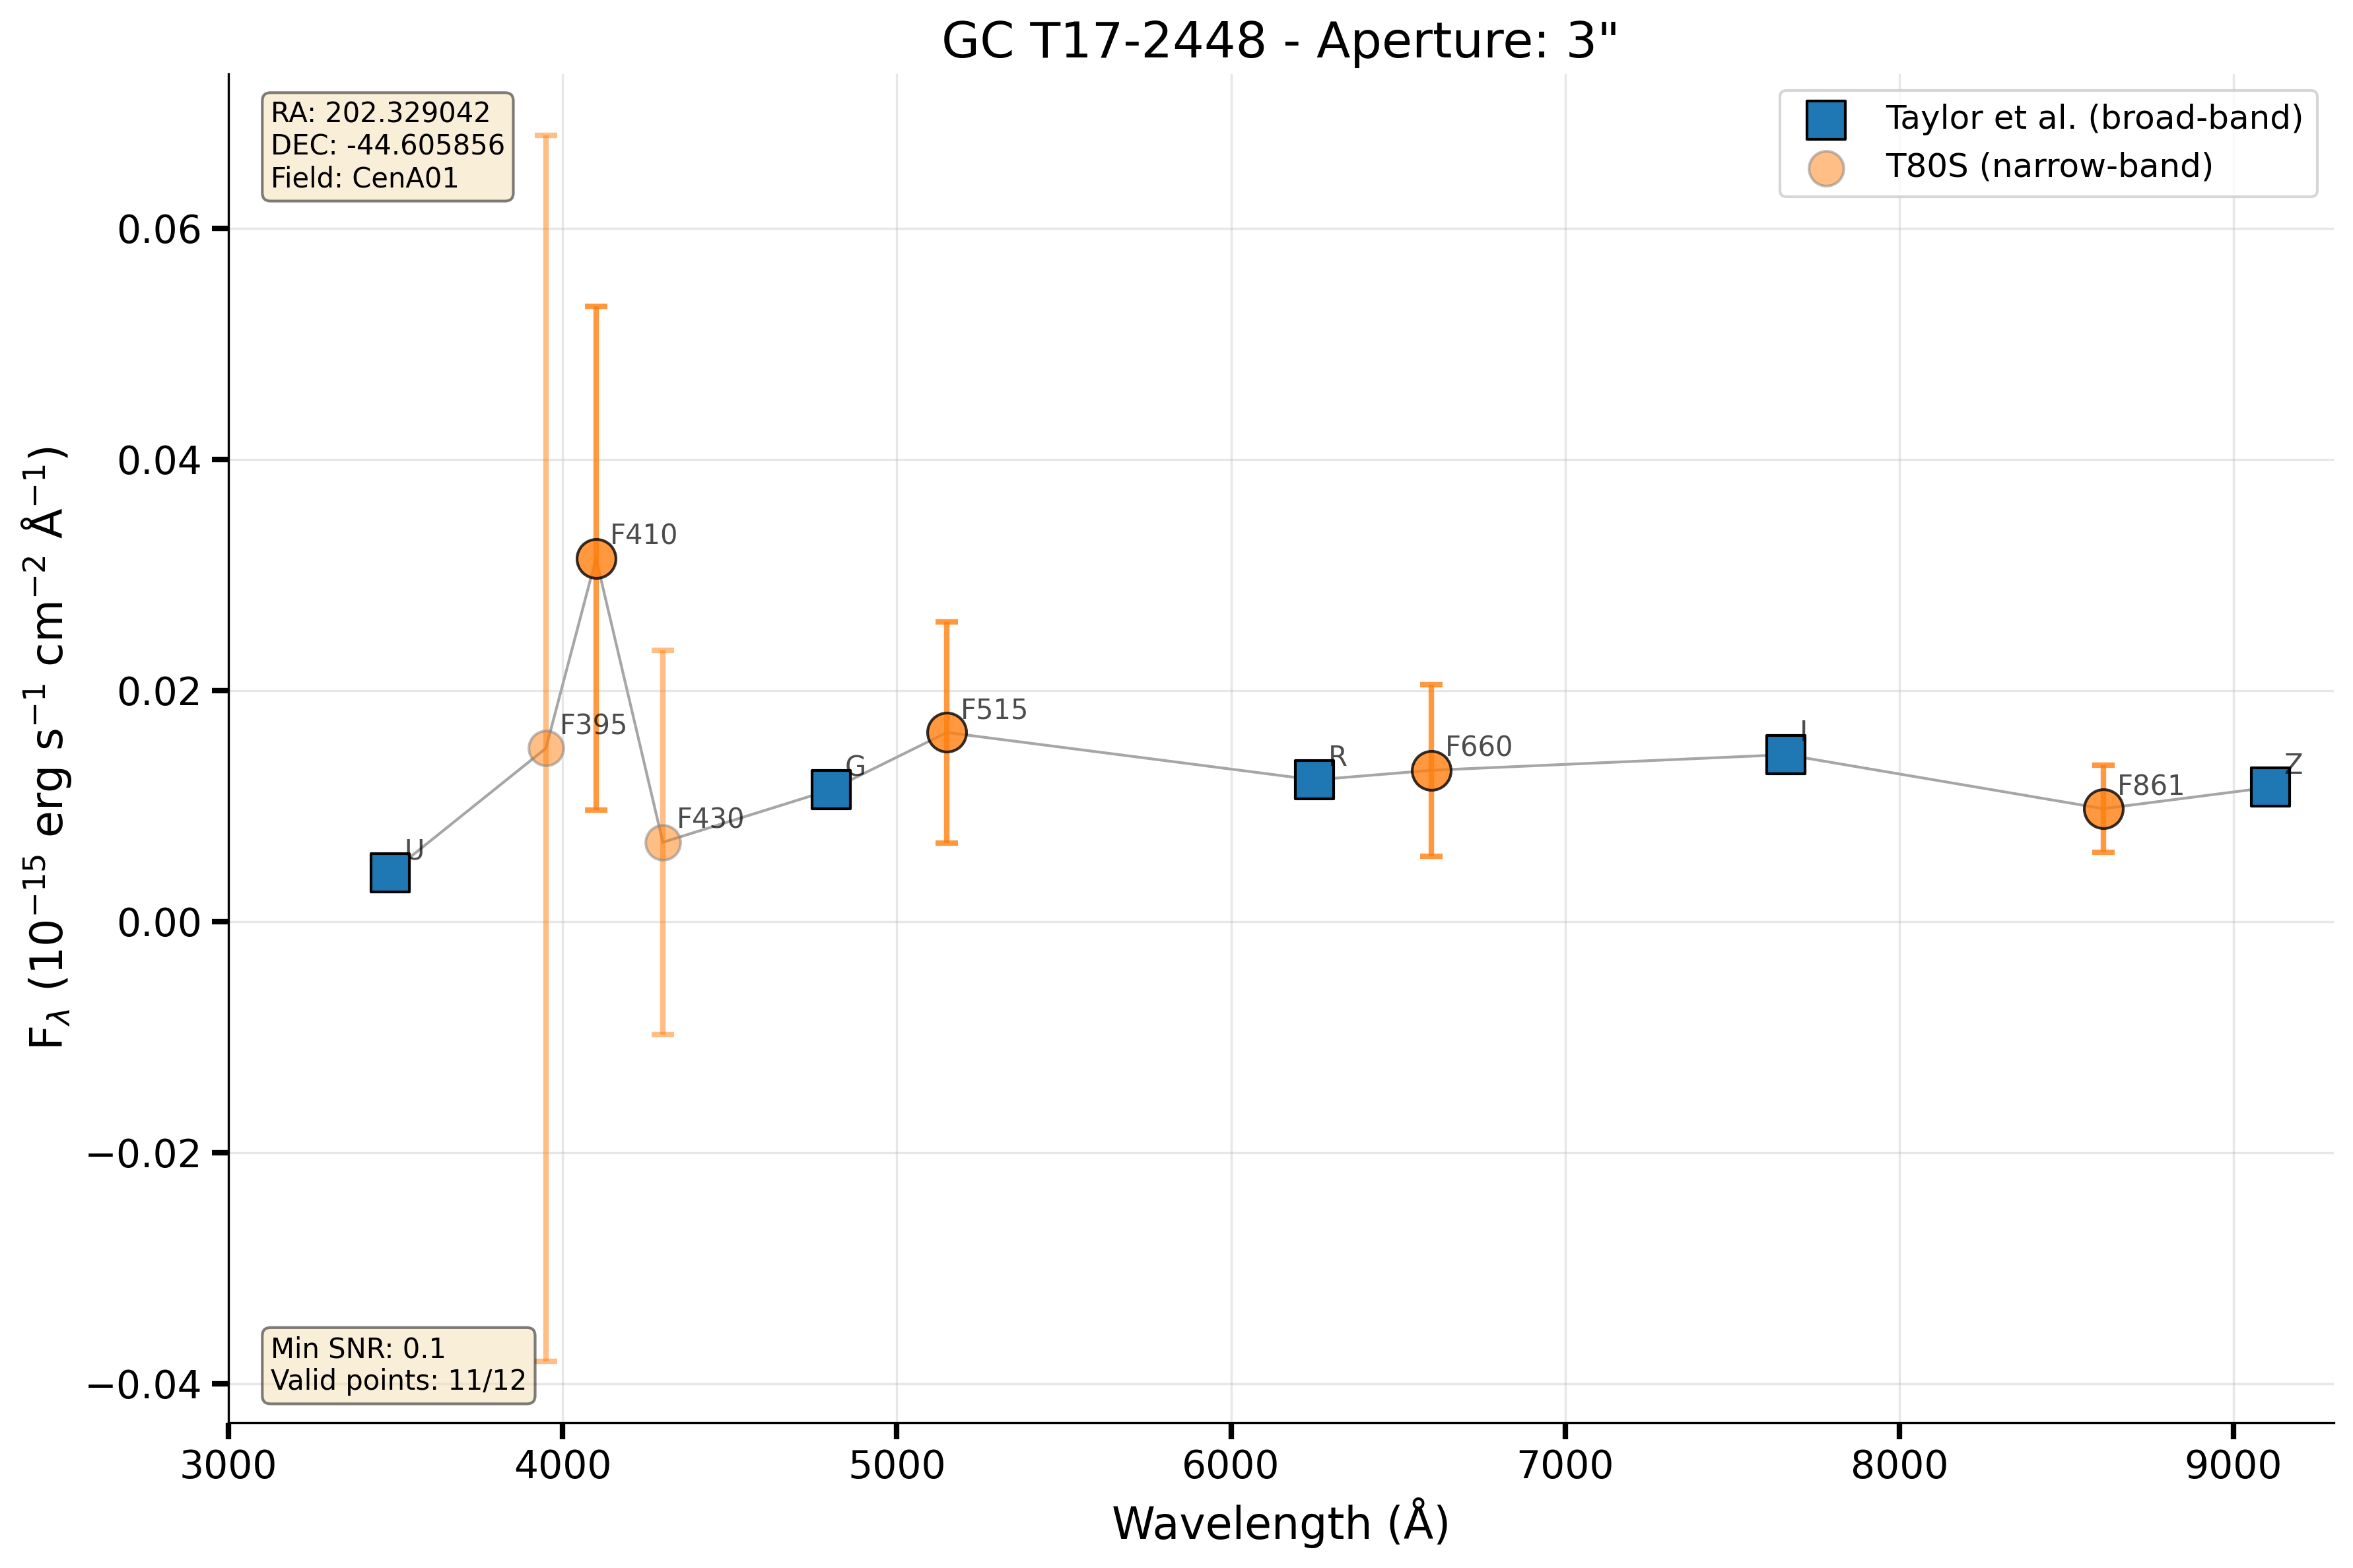 GC T17-2448 - Aperture: 3"
RA: 202.329042
DEC: -44.605856
Field: CenA01
Taylor et al. (broad-band)
T80S (narrow-band)
F_λ (10⁻¹⁵ erg s⁻¹ cm⁻² Å⁻¹)
0.06
0.04
0.02
0.00
−0.02
−0.04
U
F395
F410
F430
G
F515
R
F660
I
F861
Z
Min SNR: 0.1
Valid points: 11/12
3000
4000
5000
6000
7000
8000
9000
Wavelength (Å)